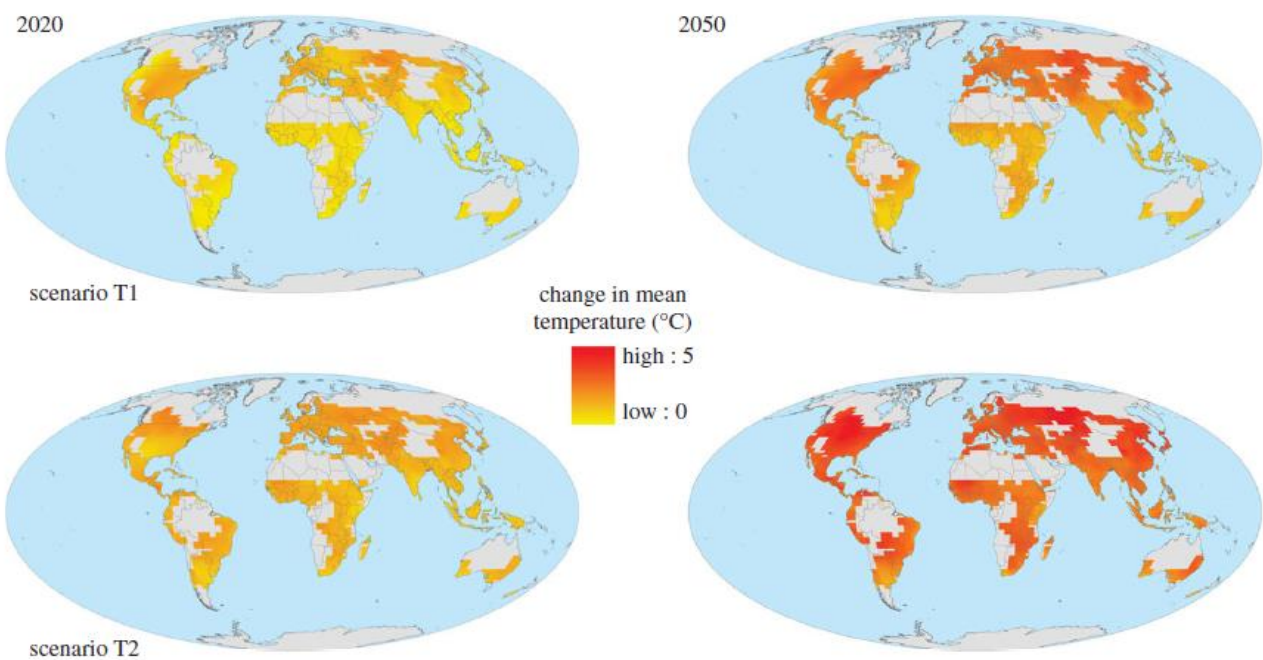 2020
2050
scenario T1
change in mean
temperature (°C)
high : 5
low : 0
scenario T2